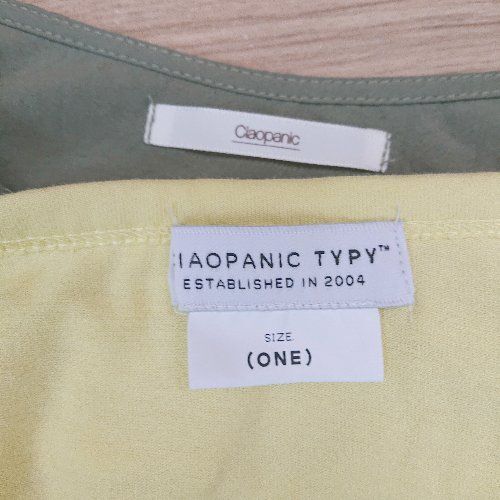 Ciaopanic
IAOPANIC TYPY™
ESTABLISHED IN 2004
SIZE
(ONE)